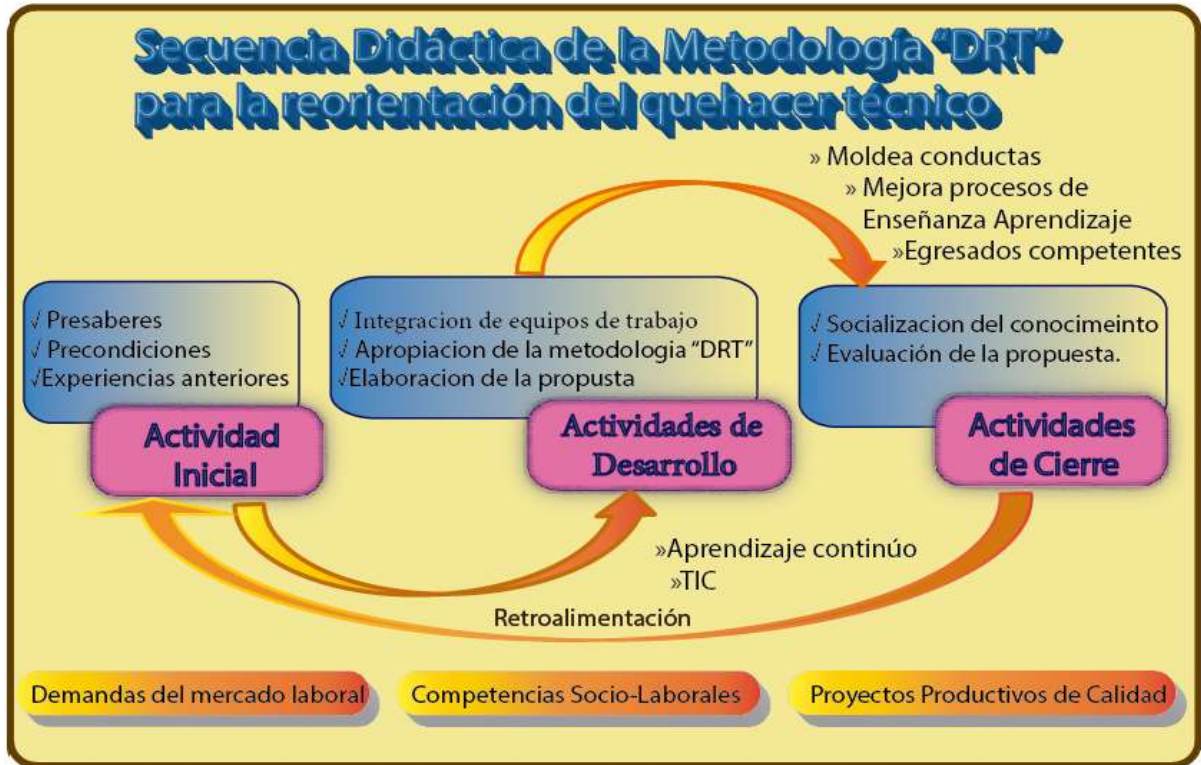 Secuencia Didáctica de la Metodología "DRT"
para la reorientación del quehacer técnico
» Moldea conductas
» Mejora procesos de
Enseñanza Aprendizaje
»Egresados competentes
√ Presaberes
√ Precondiciones
√Experiencias anteriores
Actividad
Inicial
√ Integracion de equipos de trabajo
√ Apropiacion de la metodologia "DRT"
√Elaboracion de la propusta
Actividades de
Desarrollo
√ Socializacion del conocimeinto
√ Evaluación de la propuesta.
Actividades
de Cierre
»Aprendizaje continúo
»TIC
Retroalimentación
Demandas del mercado laboral
Competencias Socio-Laborales
Proyectos Productivos de Calidad